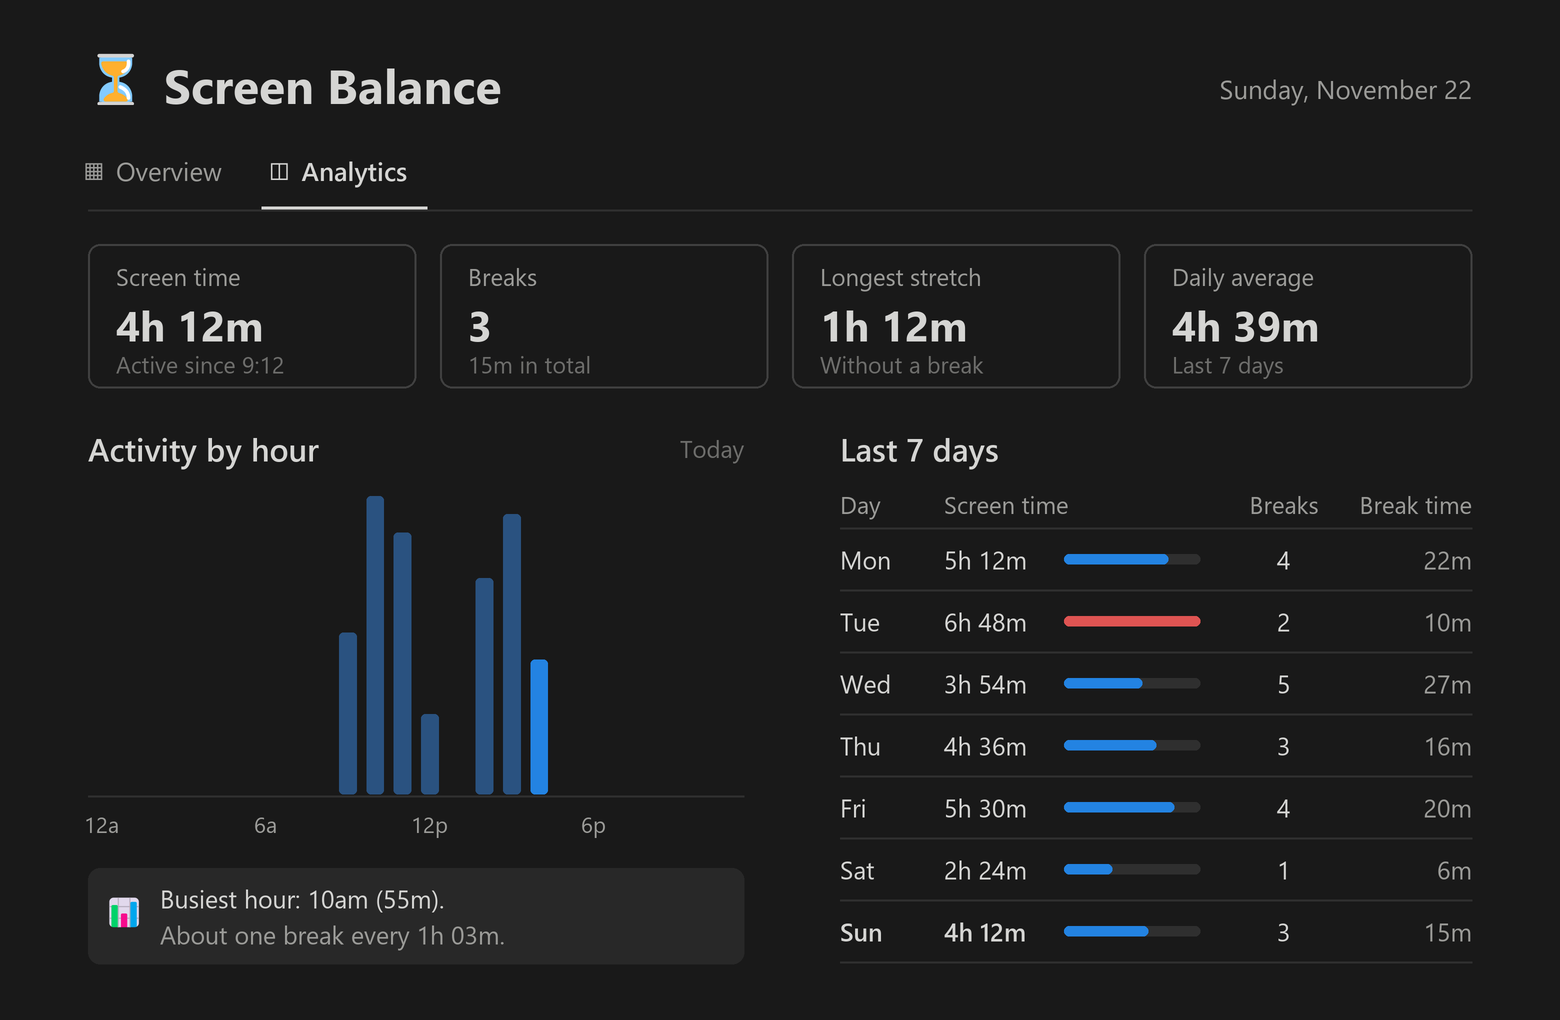 Screen Balance
Sunday, November 22
Overview
Analytics
Screen time
4h 12m
Active since 9:12
Breaks
3
15m in total
Longest stretch
1h 12m
Without a break
Daily average
4h 39m
Last 7 days
Activity by hour
Today
12a 6a 12p 6p
Busiest hour: 10am (55m).
About one break every 1h 03m.
Last 7 days
Day Screen time Breaks Break time
Mon 5h 12m 4 22m
Tue 6h 48m 2 10m
Wed 3h 54m 5 27m
Thu 4h 36m 3 16m
Fri 5h 30m 4 20m
Sat 2h 24m 1 6m
Sun 4h 12m 3 15m